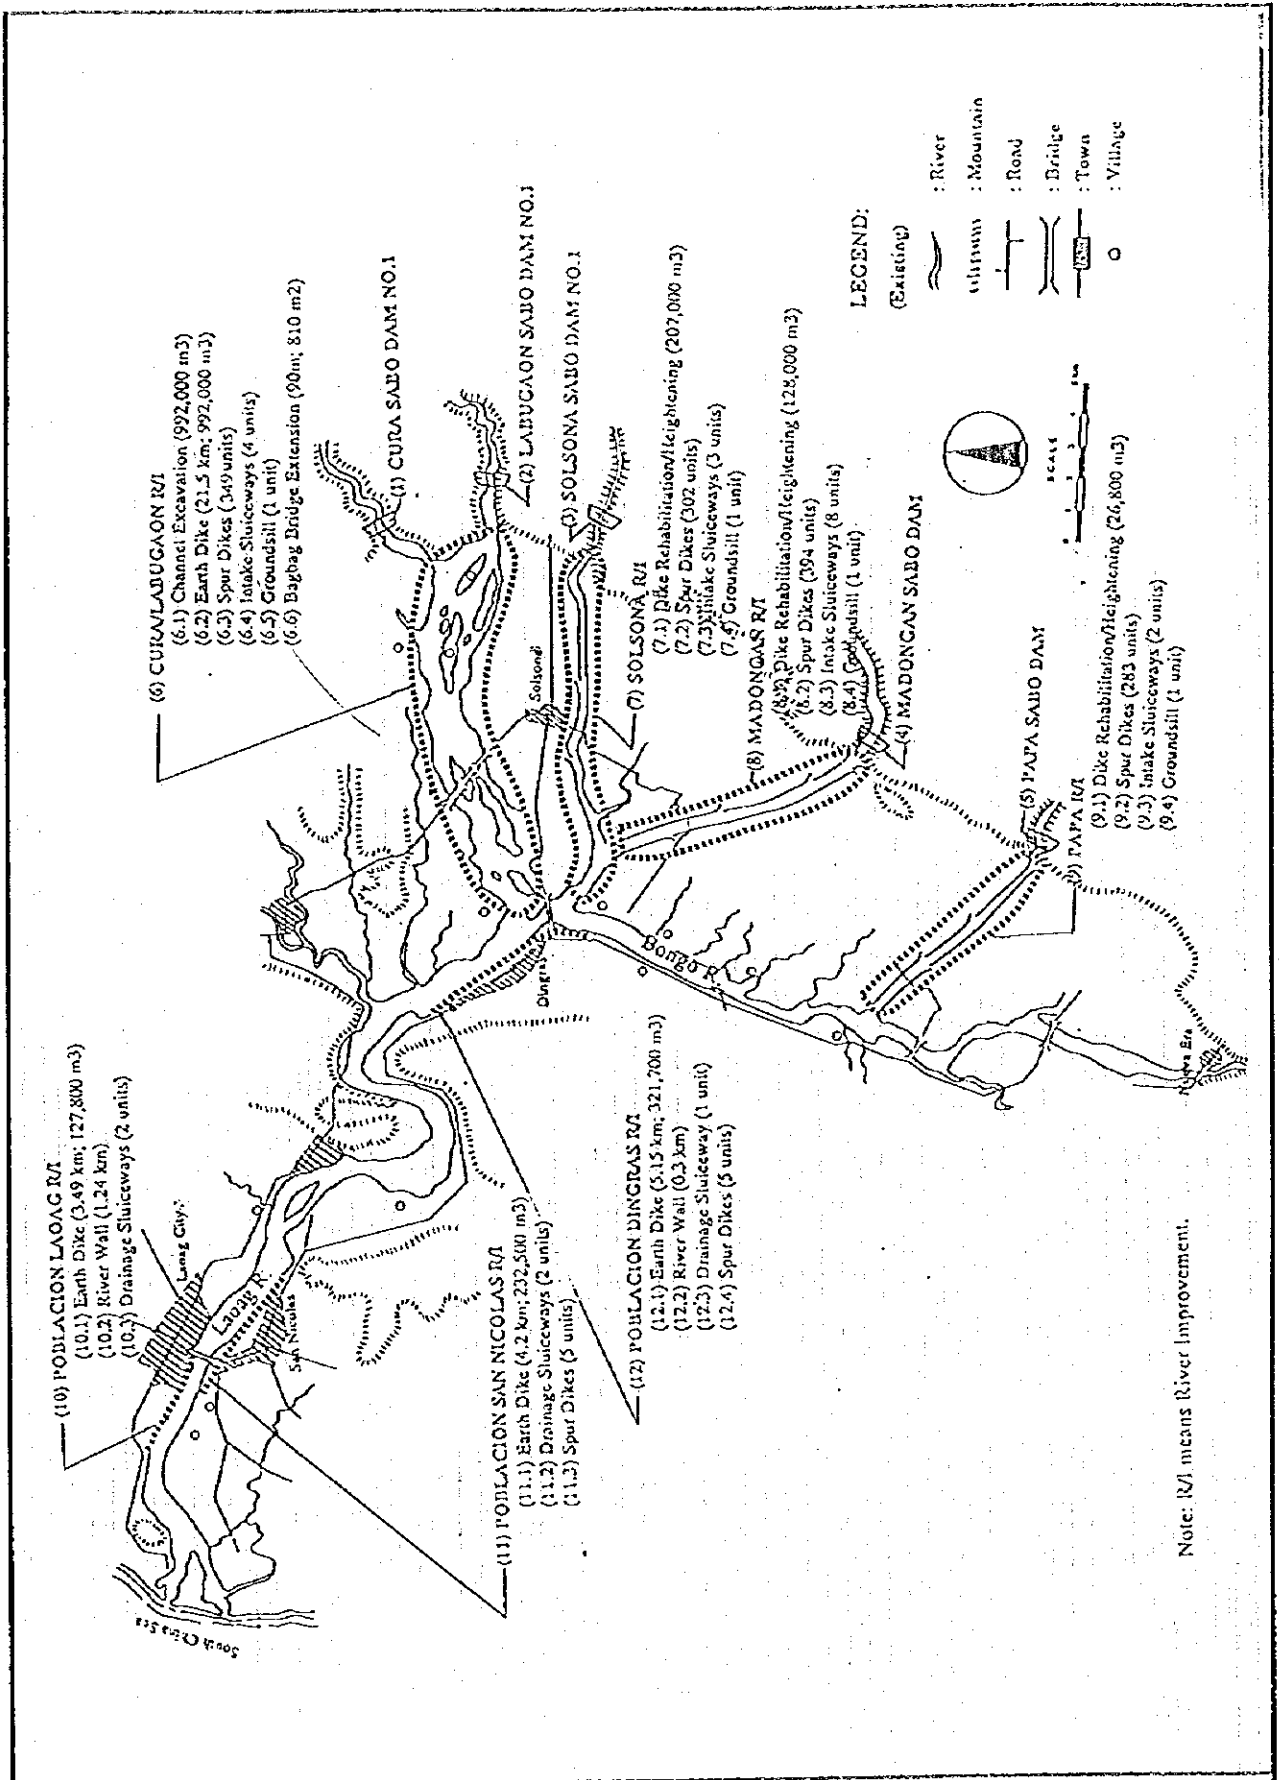 (6) CURA/LABUGAON R/I
(6.1) Channel Excavation (992,000 m3)
(6.2) Earth Dike (21.5 km; 992,000 m3)
(6.3) Spur Dikes (349 units)
(6.4) Intake Sluiceways (4 units)
(6.5) Groundsill (1 unit)
(6.6) Bagbag Bridge Extension (90m; 810 m2)
(1) CURA SABO DAM NO.1
(2) LABUGAON SABO DAM NO.1
(3) SOLSONA SABO DAM NO.1
(7) SOLSONA R/I
(7.1) Dike Rehabilitation/Heightening (207,000 m3)
(7.2) Spur Dikes (302 units)
(7.3) Intake Sluiceways (3 units)
(7.4) Groundsill (1 unit)
(8) MADONGAN R/I
Dike Rehabilitation/Heightening (128,000 m3)
(8.2) Spur Dikes (394 units)
(8.3) Intake Sluiceways (8 units)
(8.4) Groundsill (1 unit)
(4) MADONGAN SABO DAM
(5) PAPA SABO DAM
(9) PAPA R/I
(9.1) Dike Rehabilitation/Heightening (26,800 m3)
(9.2) Spur Dikes (283 units)
(9.3) Intake Sluiceways (2 units)
(9.4) Groundsill (1 unit)
(10) POBLACION LAOAG R/I
(10.1) Earth Dike (3.49 km; 127,800 m3)
(10.2) River Wall (1.24 km)
(10.3) Drainage Sluiceways (2 units)
(11) POBLACION SAN NICOLAS R/I
(11.1) Earth Dike (4.2 km; 232,500 m3)
(11.2) Drainage Sluiceways (2 units)
(11.3) Spur Dikes (5 units)
(12) POBLACION DINGRAS R/I
(12.1) Earth Dike (5.15 km; 321,700 m3)
(12.2) River Wall (0.3 km)
(12.3) Drainage Sluiceway (1 unit)
(12.4) Spur Dikes (5 units)
Laoag City
Laoag R.
San Nicolas
South China Sea
Dingras
Solsona
Bongo R.
Nueva Era
LEGEND:
(Existing)
: River
: Mountain
: Road
: Bridge
: Town
: Village
SCALE
Note: R/I means River Improvement.